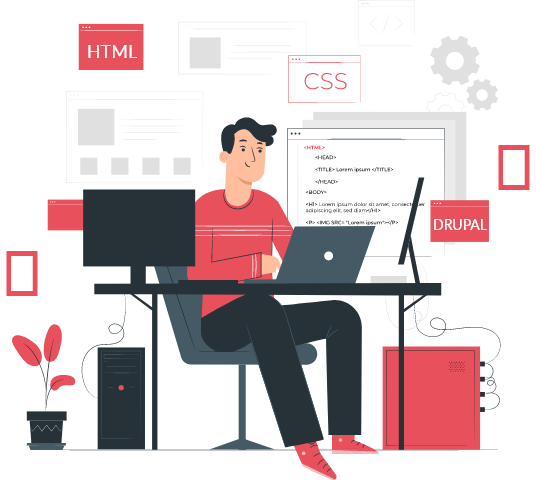 HTML
</>
CSS
<HTML>
<HEAD>
<TITLE> Lorem ipsum </TITLE>
</HEAD>
<BODY>
<H1> Lorem ipsum dolor sit amet, consectetuer
adipiscing elit, sed diam</H1>
<P> <IMG SRC= "Lorem ipsum"></P>
DRUPAL